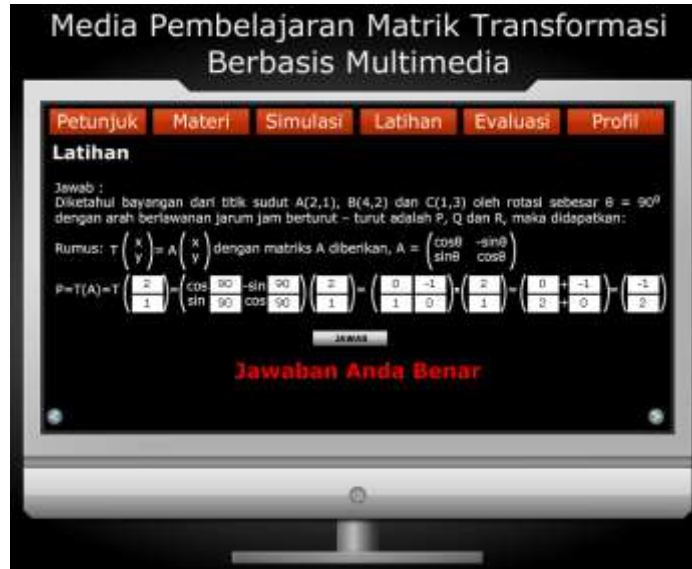 Media Pembelajaran Matrik Transformasi
Berbasis Multimedia
Petunjuk Materi Simulasi Latihan Evaluasi Profil
Latihan
Jawab :
Diketahui bayangan dari titik sudut A(2,1), B(4,2) dan C(1,3) oleh rotasi sebesar θ = 90⁰
dengan arah berlawanan jarum jam berturut – turut adalah P, Q dan R, maka didapatkan:
Rumus: T (x y) = A (x y) dengan matriks A diberikan, A = (cosθ -sinθ sinθ cosθ)
P=T(A)=T (2 1) = (cos 90 -sin 90 sin 90 cos 90) (2 1) = (0 -1 1 0) • (2 1) = (0 + -1 2 + 0) = (-1 2)
JAWAB
Jawaban Anda Benar